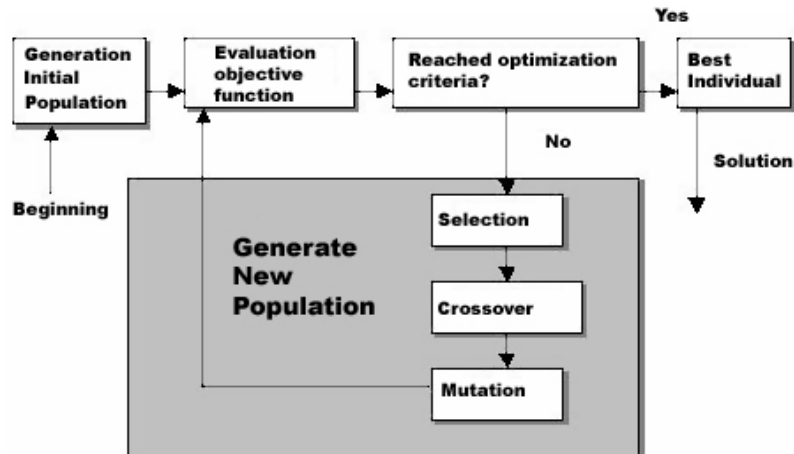 Yes
Generation
Initial
Population
Evaluation
objective
function
Reached optimization
criteria?
Best
Individual
No
Solution
Beginning
Selection
Generate
New
Population
Crossover
Mutation